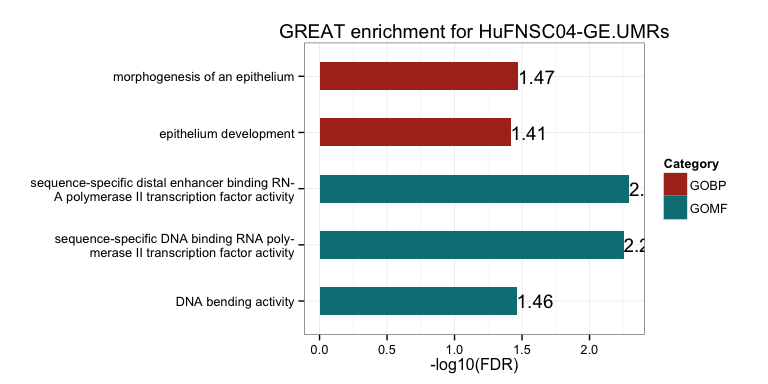 GREAT enrichment for HuFNSC04-GE.UMRs
morphogenesis of an epithelium
1.47
epithelium development
1.41
sequence-specific distal enhancer binding RN-
A polymerase II transcription factor activity
2.
sequence-specific DNA binding RNA poly-
merase II transcription factor activity
2.2
DNA bending activity
1.46
Category
GOBP
GOMF
0.0 0.5 1.0 1.5 2.0
-log10(FDR)